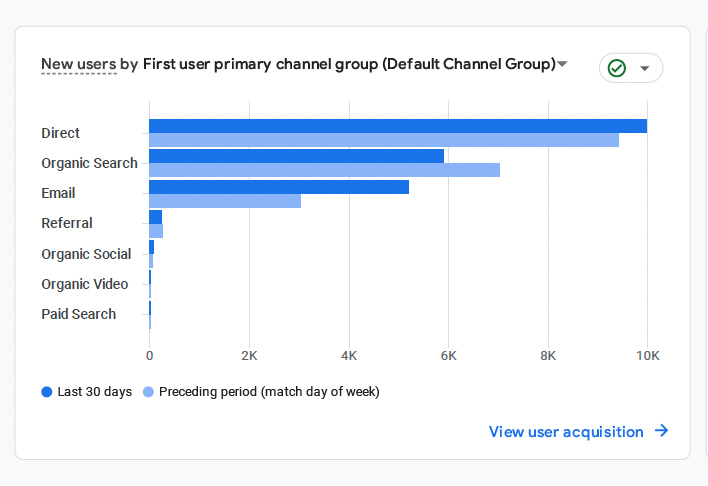 New users by First user primary channel group (Default Channel Group)
Direct
Organic Search
Email
Referral
Organic Social
Organic Video
Paid Search
0 2K 4K 6K 8K 10K
Last 30 days Preceding period (match day of week)
View user acquisition